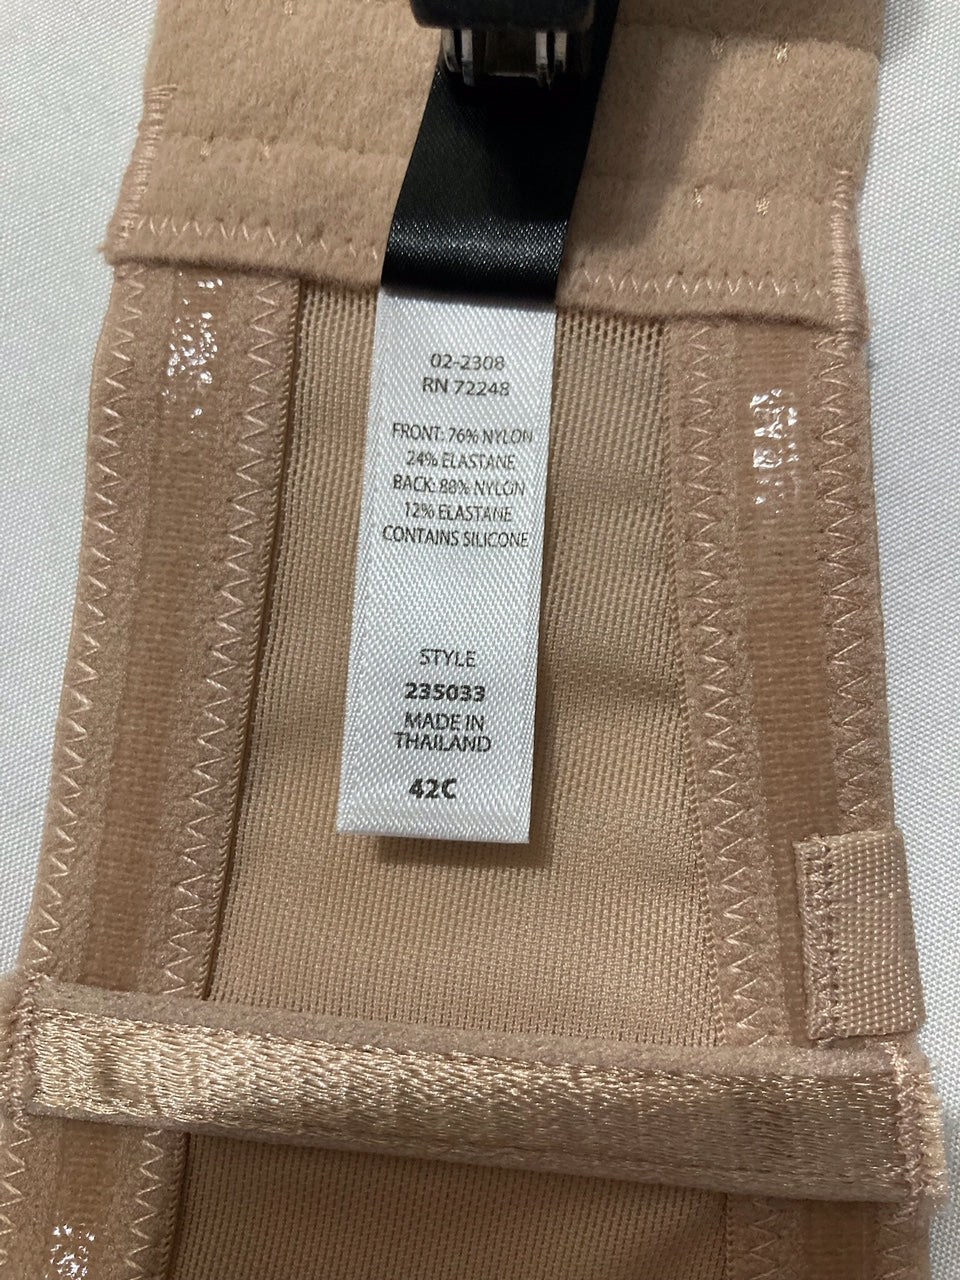 02-2308
RN 72248
FRONT: 76% NYLON
24% ELASTANE
BACK: 88% NYLON
12% ELASTANE
CONTAINS SILICONE
STYLE
235033
MADE IN
THAILAND
42C